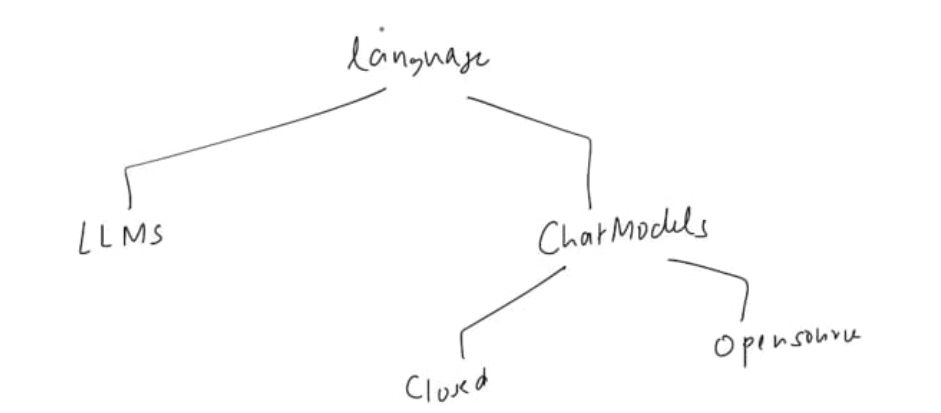 language
LLMs
ChatModels
Closed
Opensource